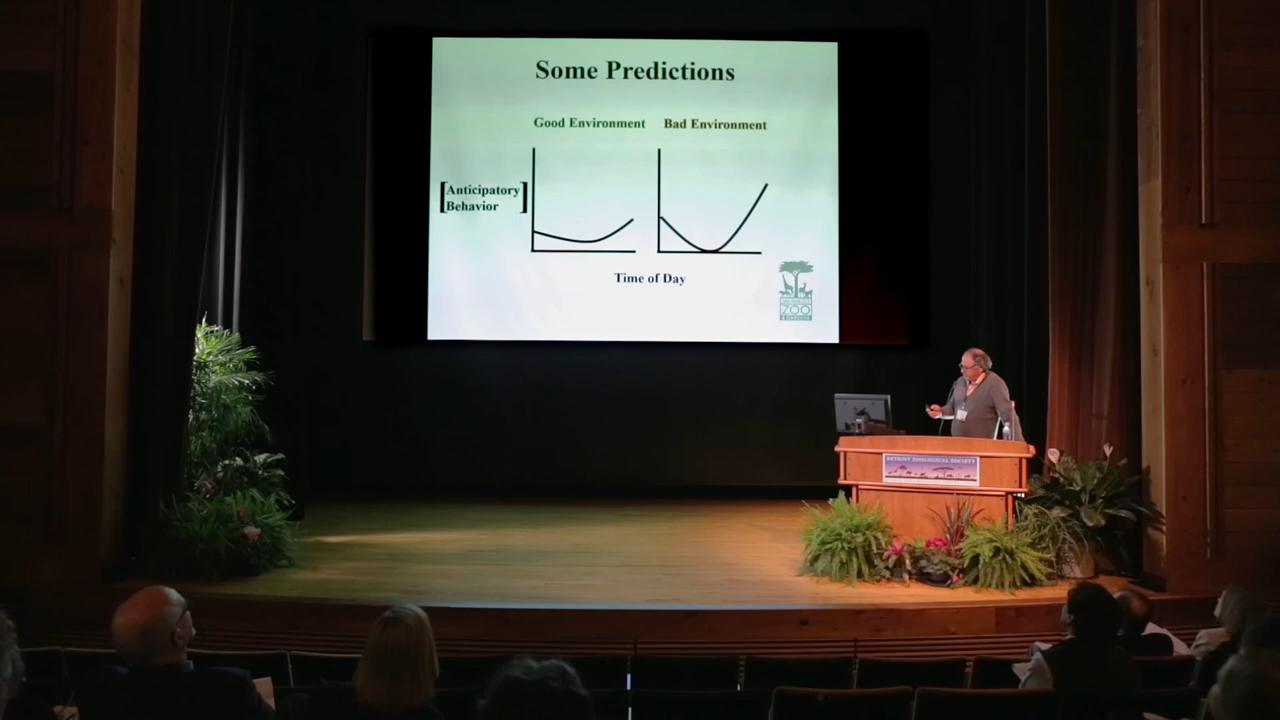 Some Predictions
Good Environment
Bad Environment
[Anticipatory
Behavior]
Time of Day
ZOO
DETROIT ZOOLOGICAL SOCIETY